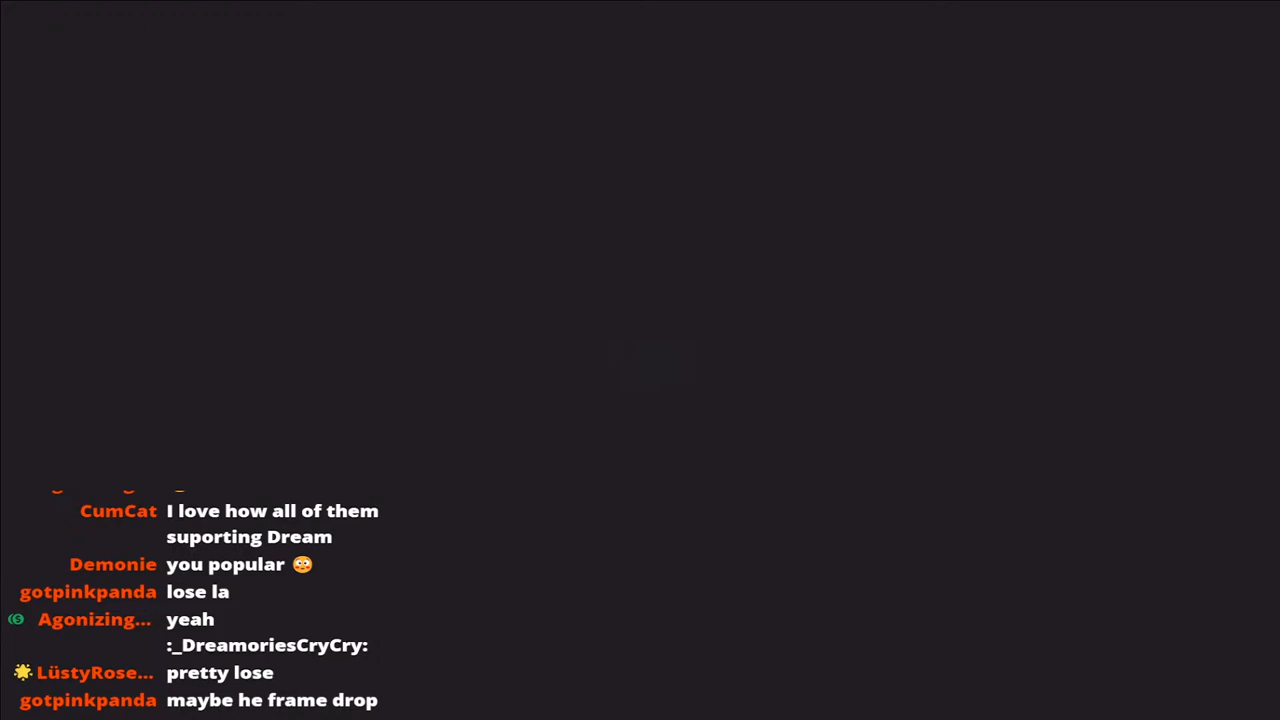 CumCat I love how all of them
suporting Dream
Demonie you popular 😳
gotpinkpanda lose la
Agonizing... yeah
:_DreamoriesCryCry:
🌟 LüstyRose... pretty lose
gotpinkpanda maybe he frame drop